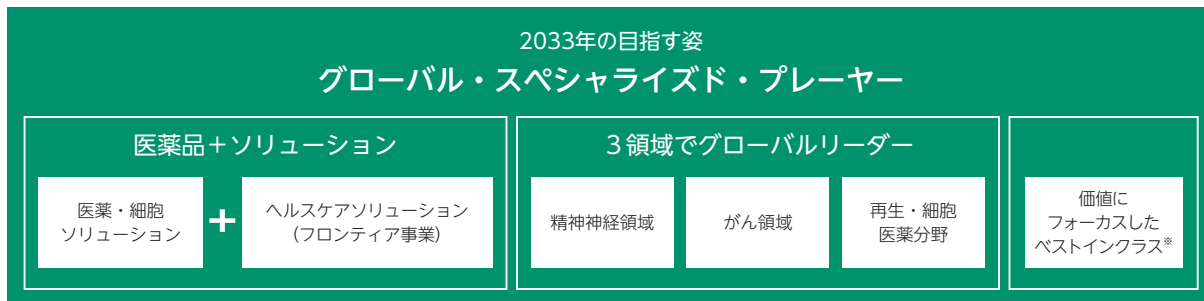 2033年の目指す姿
グローバル・スペシャライズド・プレーヤー
医薬品＋ソリューション
医薬・細胞
ソリューション
＋
ヘルスケアソリューション
(フロンティア事業)
３領域でグローバルリーダー
精神神経領域
がん領域
再生・細胞
医薬分野
価値に
フォーカスした
ベストインクラス※